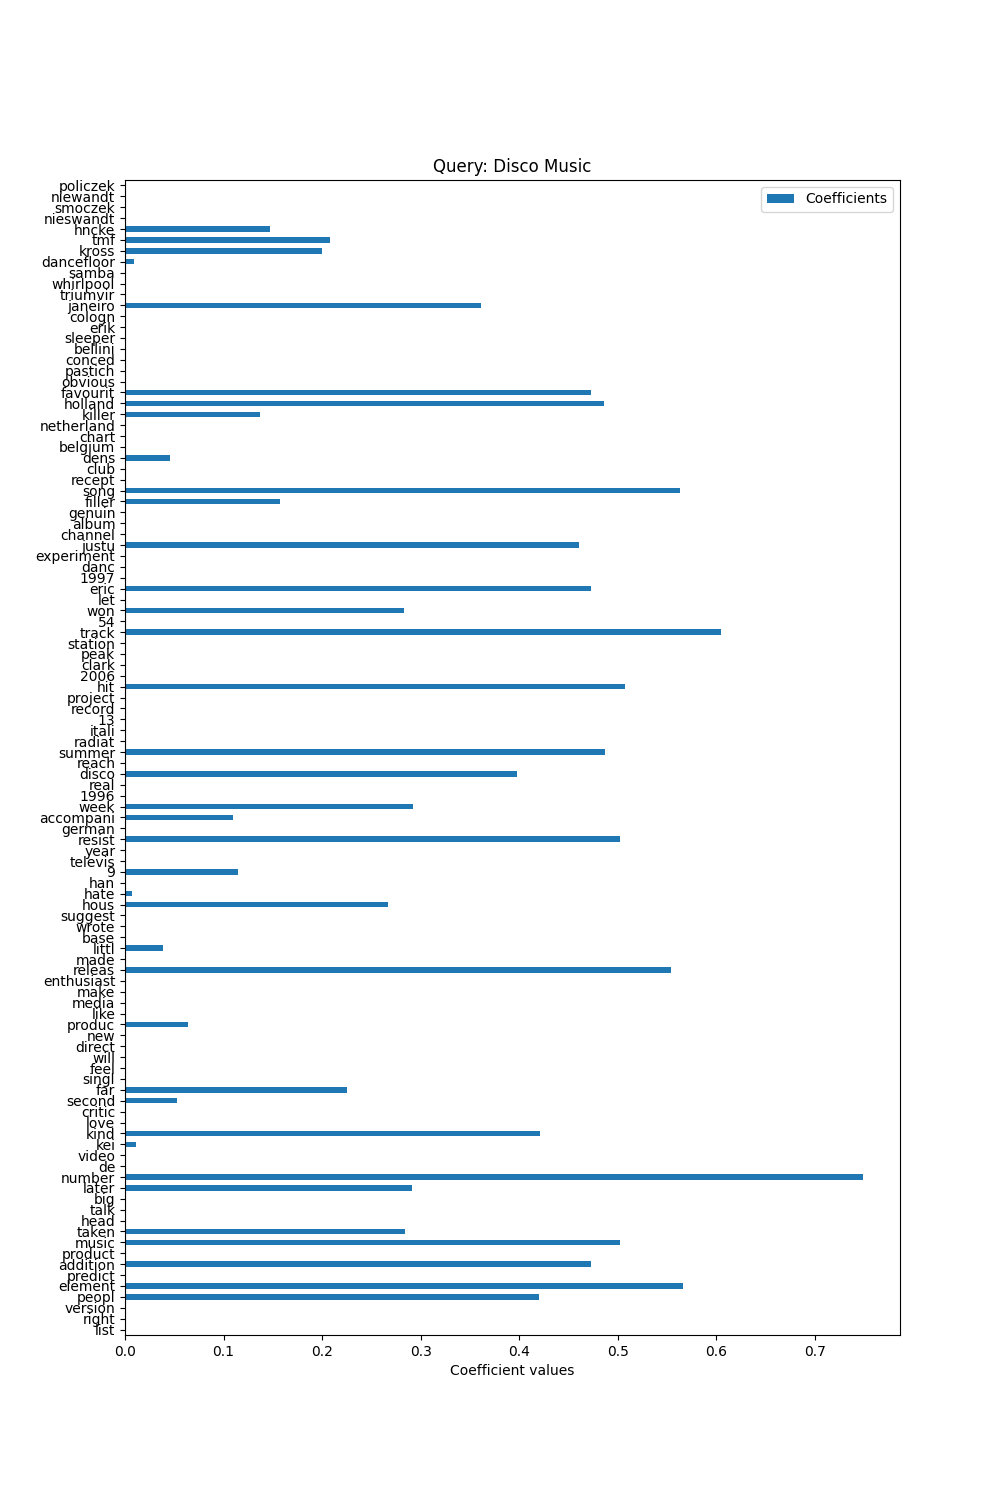 Query: Disco Music
Coefficients
policzek
niewandt
smoczek
nieswandt
hncke
tmf
kross
dancefloor
samba
whirlpool
triumvir
janeiro
cologn
erik
sleeper
bellini
conced
pastich
obvious
favourit
holland
killer
netherland
chart
belgium
dens
club
recept
song
filler
genuin
album
channel
justu
experiment
danc
1997
eric
let
won
54
track
station
peak
clark
2006
hit
project
record
13
itali
radiat
summer
reach
disco
real
1996
week
accompani
german
resist
year
televis
9
han
hate
hous
suggest
wrote
base
littl
made
releas
enthusiast
make
media
like
produc
new
direct
will
feel
singl
far
second
critic
love
kind
kei
video
de
number
later
big
talk
head
taken
music
product
addition
predict
element
peopl
version
right
list
0.0 0.1 0.2 0.3 0.4 0.5 0.6 0.7
Coefficient values